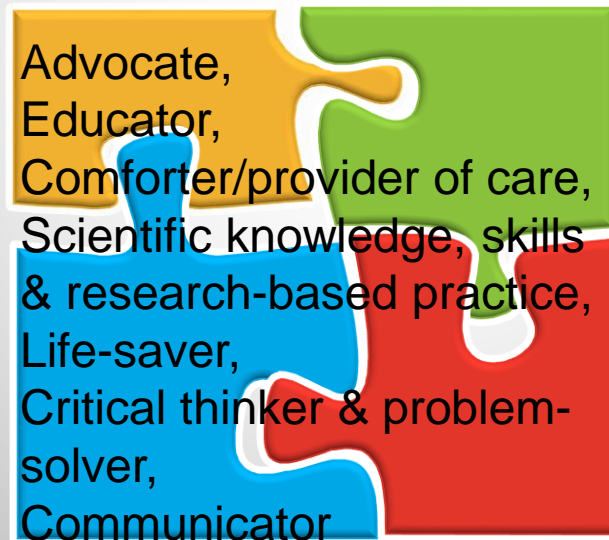 Advocate,
Educator,
Comforter/provider of care,
Scientific knowledge, skills
& research-based practice,
Life-saver,
Critical thinker & problem-
solver,
Communicator